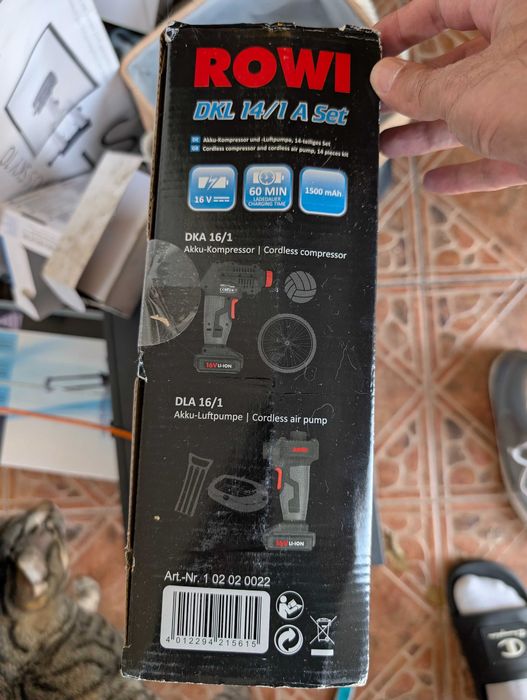 ROWI
DKL 14/1 A Set
DE Akku-Kompressor und -Luftpumpe, 14-teiliges Set
GB Cordless compressor and cordless air pump, 14 pieces kit
16 V
60 MIN
LADEDAUER
CHARGING TIME
1500 mAh
DKA 16/1
Akku-Kompressor | Cordless compressor
16V LI-ION
DLA 16/1
Akku-Luftpumpe | Cordless air pump
ROWI
16V LI-ION
Art.-Nr. 1 02 02 0022
4 012294 215615